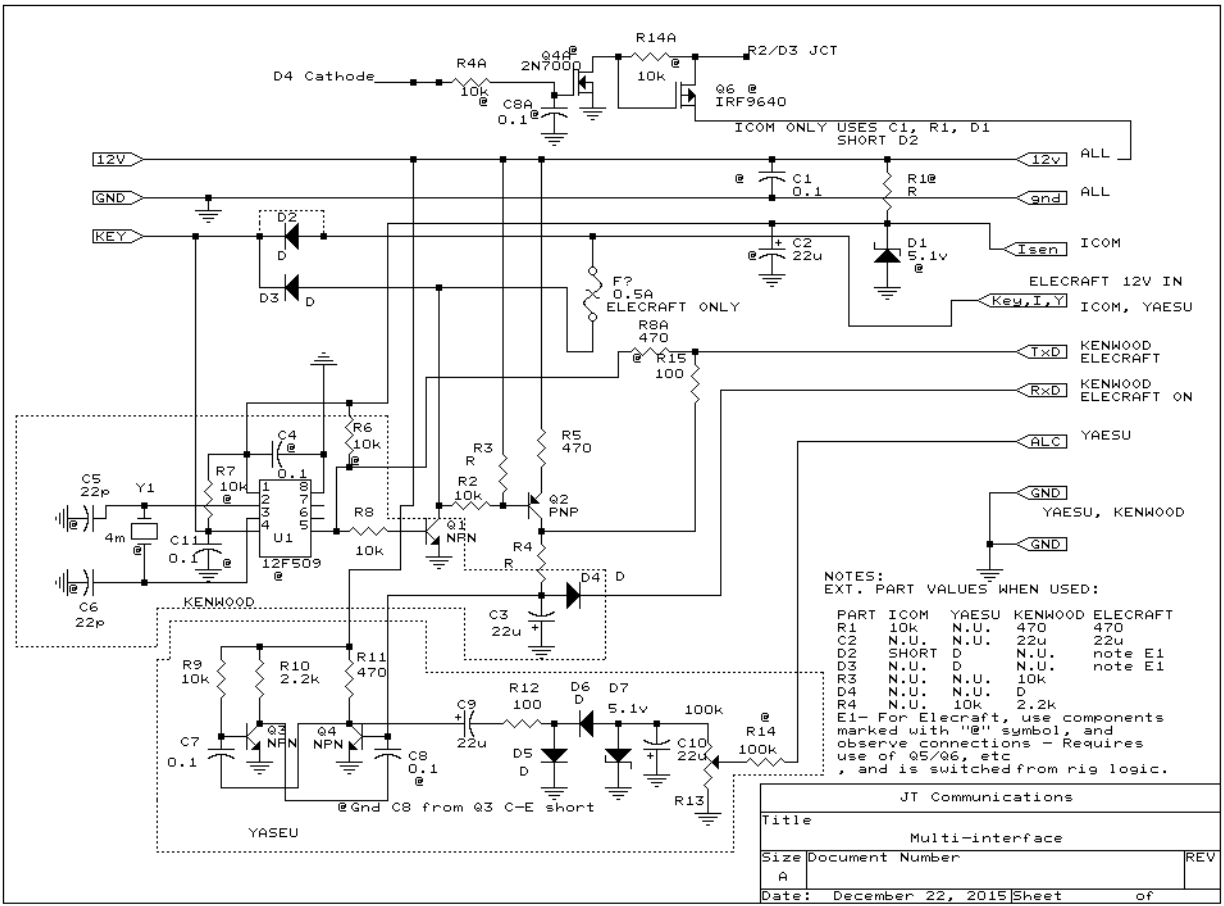 R14A
R2/D3 JCT
Q4A@
2N7000
D4 Cathode
R4A
10k
@
C8A
0.1@
@
10k
Q6 @
IRF9640
ICOM ONLY USES C1, R1, D1
SHORT D2
12V
12v
ALL
@ C1
0.1
R1@
R
GND
gnd
ALL
D2
D
KEY
Isen
ICOM
@ + C2
22u
D1
5.1v
@
D3 D
F?
0.5A
ELECRAFT ONLY
ELECRAFT 12V IN
Key,I,Y
ICOM, YAESU
R8A
470
@ R15
100
TxD
KENWOOD
ELECRAFT
RxD
KENWOOD
ELECRAFT ON
ALC
YAESU
C4
@
0.1
R6
10k
@
R3
R
R5
470
C5
22p
@
Y1
4m
@
R7
10k
@
1 8
2 7
3 6
4 5
U1
12F509
@
R8
10k
R2
10k
Q2
PNP
Q1
NPN
GND
YAESU, KENWOOD
GND
C11
0.1 @
@
C6
22p
KENWOOD
R4
R
D4 D
C3
22u +
NOTES:
EXT. PART VALUES WHEN USED:
PART ICOM YAESU KENWOOD ELECRAFT
R1 10k N.U. 470 470
C2 N.U. N.U. 22u 22u
D2 SHORT D N.U. note E1
D3 N.U. D N.U. note E1
R3 N.U. N.U. 10k
D4 N.U. N.U. D
R4 N.U. 10k 2.2k
E1- For Elecraft, use components
marked with "@" symbol, and
observe connections - Requires
use of Q5/Q6, etc
, and is switched from rig logic.
R9
10k
R10
2.2k
R11
470
Q3
NPN
Q4
NPN
C7
0.1
C8
0.1
@
C9
+
22u
R12
100
D6
D
D7
5.1v
D5
D
C10
22u
+
100k
R13
@
R14
100k
@Gnd C8 from Q3 C-E short
YASEU
JT Communications
Title
Multi-interface
Size Document Number REV
A
Date: December 22, 2015 Sheet of